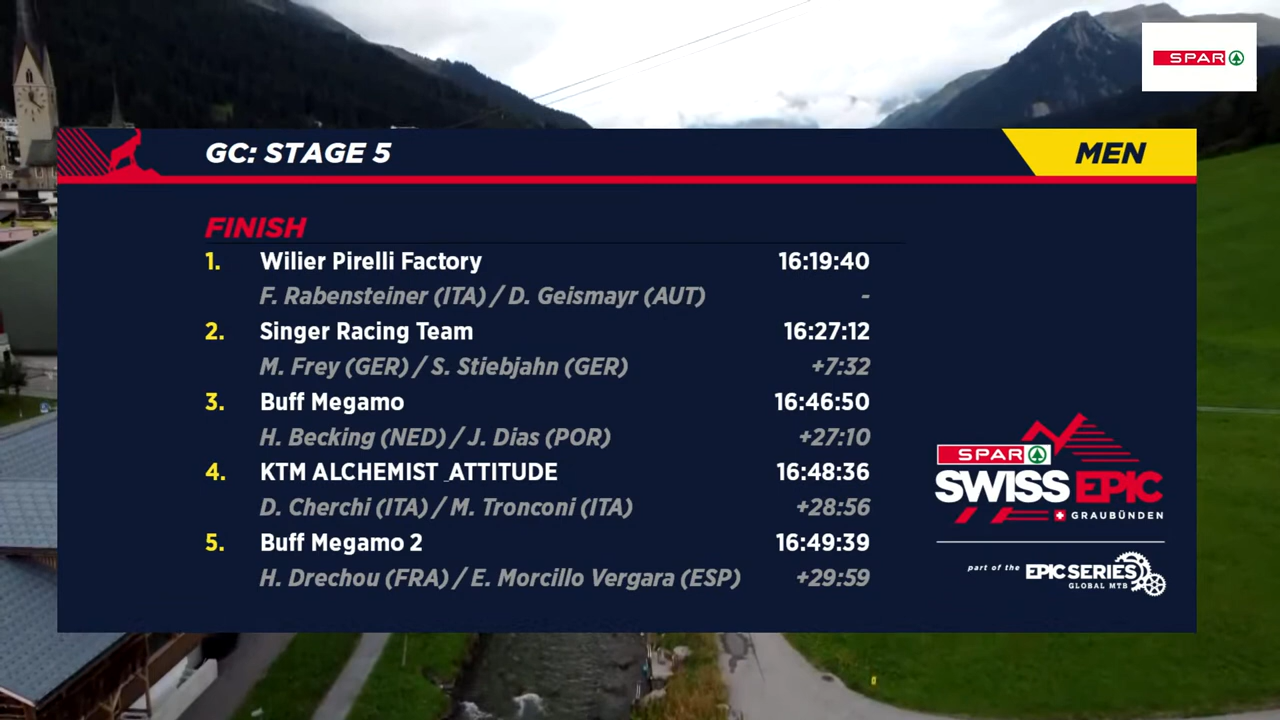 SPAR
GC: STAGE 5
MEN
FINISH
1. Wilier Pirelli Factory 16:19:40
F. Rabensteiner (ITA) / D. Geismayr (AUT) -
2. Singer Racing Team 16:27:12
M. Frey (GER) / S. Stiebjahn (GER) +7:32
3. Buff Megamo 16:46:50
H. Becking (NED) / J. Dias (POR) +27:10
4. KTM ALCHEMIST_ATTITUDE 16:48:36
D. Cherchi (ITA) / M. Tronconi (ITA) +28:56
5. Buff Megamo 2 16:49:39
H. Drechou (FRA) / E. Morcillo Vergara (ESP) +29:59
SPAR
SWISS EPIC
GRAUBÜNDEN
part of the EPIC SERIES
GLOBAL MTB